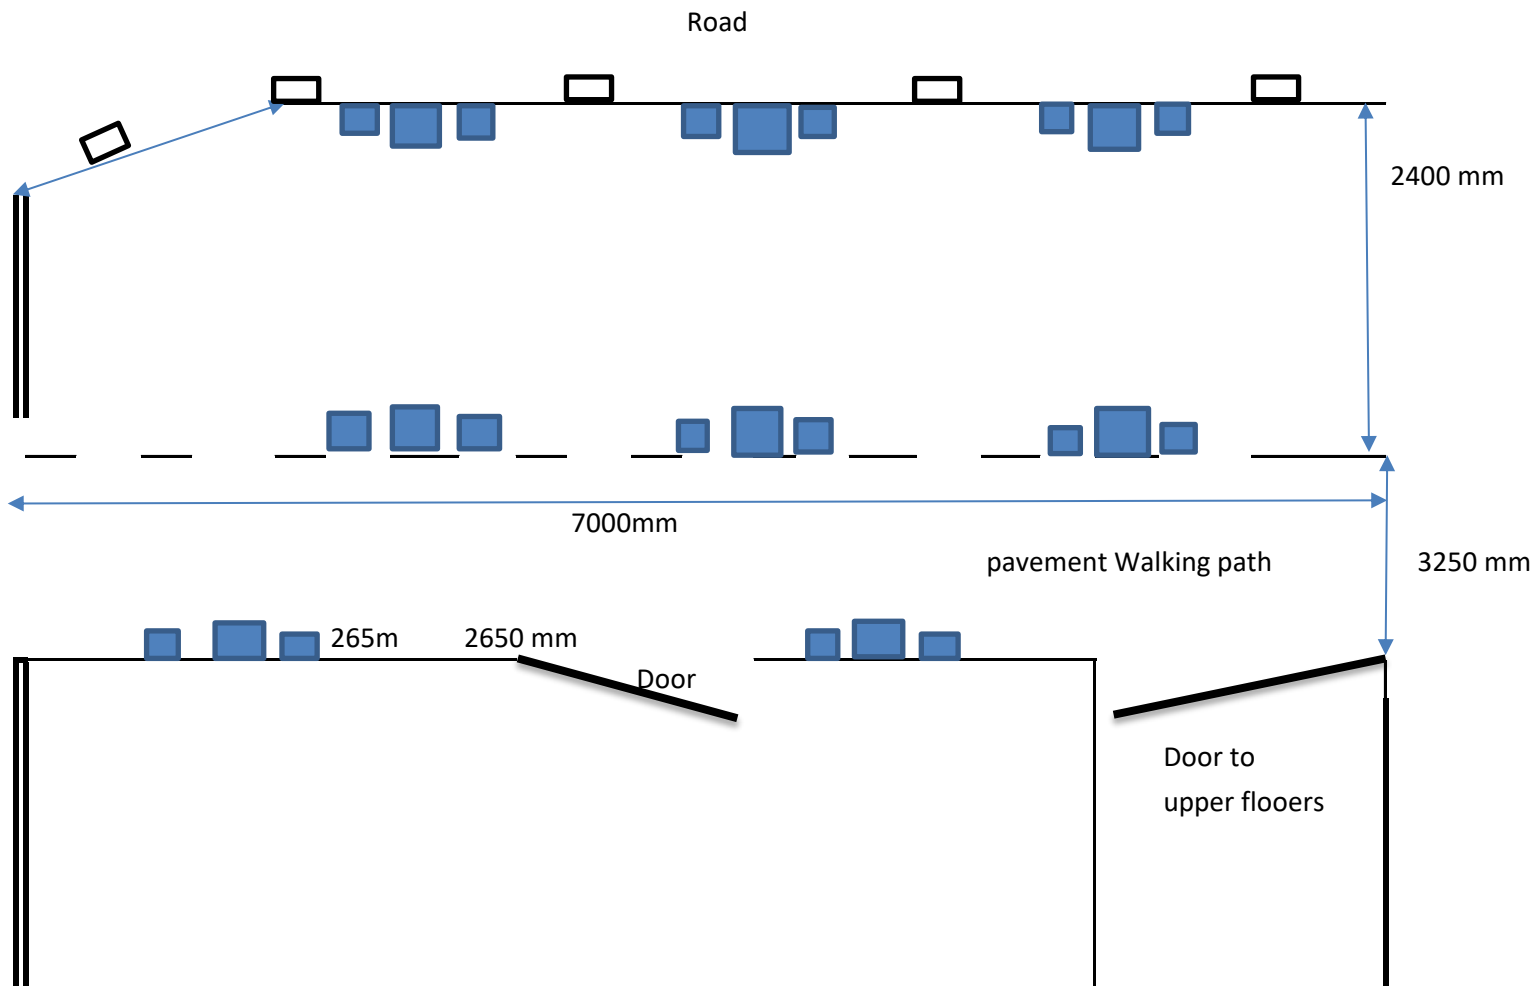 Road
2400 mm
7000mm
pavement Walking path
3250 mm
265m
2650 mm
Door
Door to
upper flooers